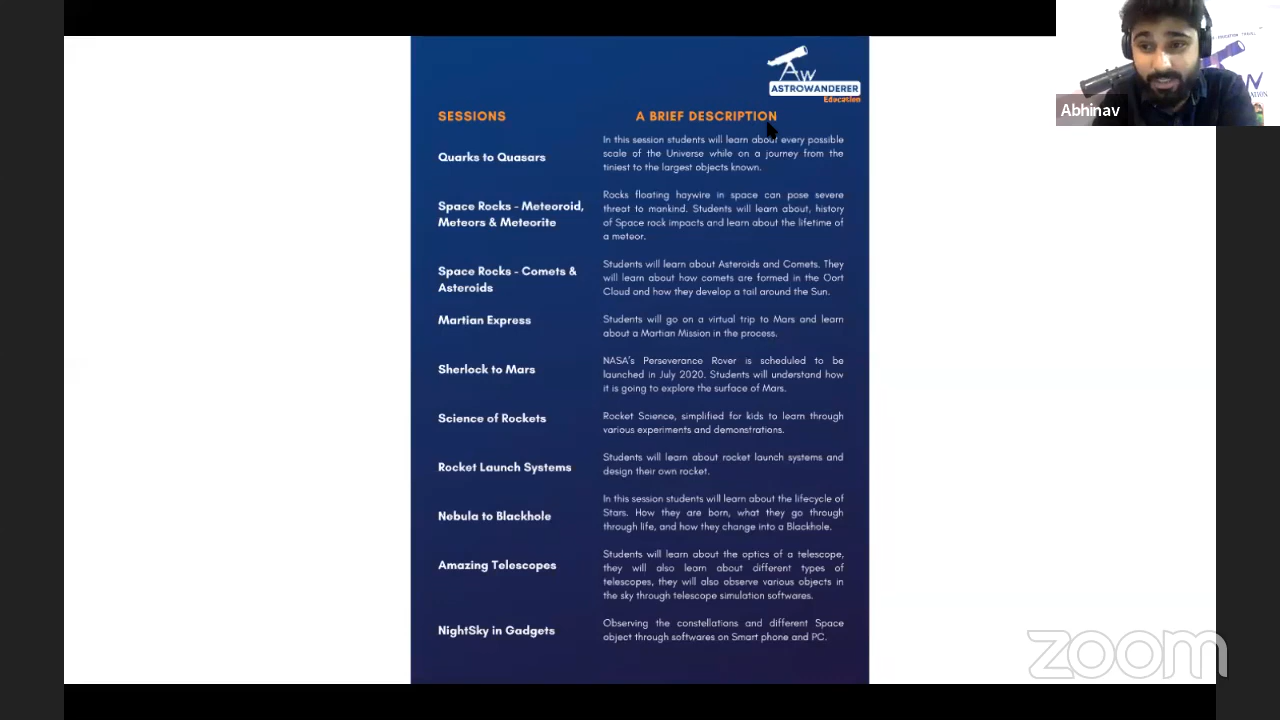 AW
ASTROWANDERER
Education
Abhinav
SESSIONS
A BRIEF DESCRIPTION
Quarks to Quasars
In this session students will learn about every possible
scale of the Universe while on a journey from the
tiniest to the largest objects known.
Space Rocks - Meteoroid,
Meteors & Meteorite
Rocks floating haywire in space can pose severe
threat to mankind. Students will learn about, history
of Space rock impacts and learn about the lifetime of
a meteor.
Space Rocks - Comets &
Asteroids
Students will learn about Asteroids and Comets. They
will learn about how comets are formed in the Oort
Cloud and how they develop a tail around the Sun.
Martian Express
Students will go on a virtual trip to Mars and learn
about a Martian Mission in the process.
Sherlock to Mars
NASA's Perseverance Rover is scheduled to be
launched in July 2020. Students will understand how
it is going to explore the surface of Mars.
Science of Rockets
Rocket Science, simplified for kids to learn through
various experiments and demonstrations.
Rocket Launch Systems
Students will learn about rocket launch systems and
design their own rocket.
Nebula to Blackhole
In this session students will learn about the lifecycle of
Stars. How they are born, what they go through
through life, and how they change into a Blackhole.
Amazing Telescopes
Students will learn about the optics of a telescope,
they will also learn about different types of
telescopes, they will also observe various objects in
the sky through telescope simulation softwares.
NightSky in Gadgets
Observing the constellations and different Space
object through softwares on Smart phone and PC.
zoom